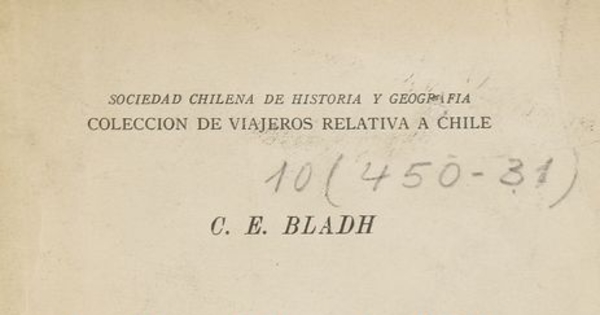 SOCIEDAD CHILENA DE HISTORIA Y GEOGRAFIA
COLECCION DE VIAJEROS RELATIVA A CHILE
10(450-31)
C. E. BLADH